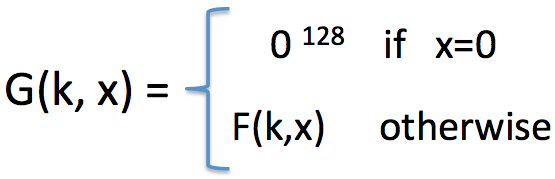 0 128 if x=0
G(k, x) =
F(k,x) otherwise